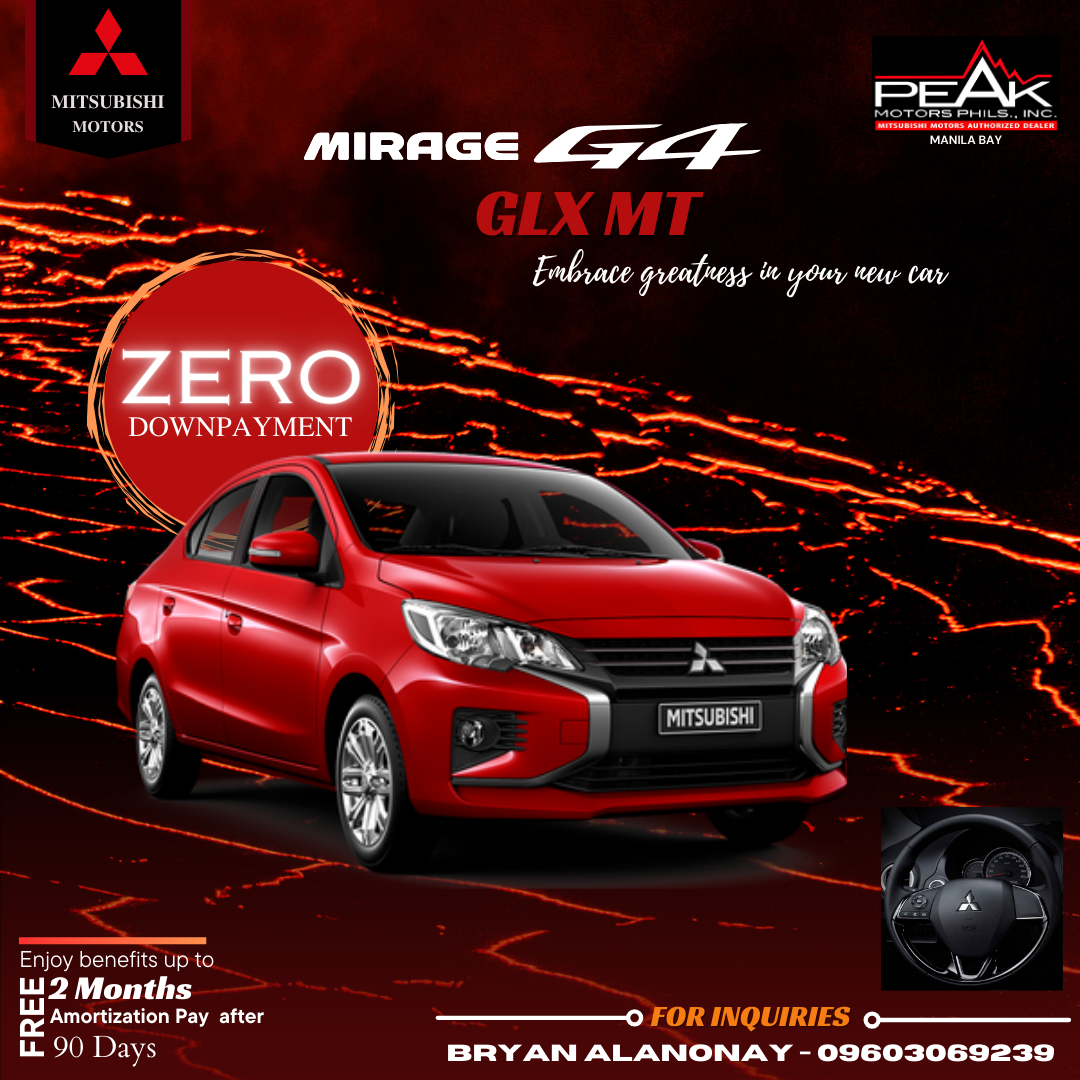 MITSUBISHI
MOTORS
PEAK
MOTORS PHILS., INC.
MITSUBISHI MOTORS AUTHORIZED DEALER
MANILA BAY
MIRAGE G4
GLX MT
Embrace greatness in your new car
ZERO
DOWNPAYMENT
MITSUBISHI
Enjoy benefits up to
FREE
2 Months
Amortization Pay after
90 Days
FOR INQUIRIES
BRYAN ALANONAY - 09603069239